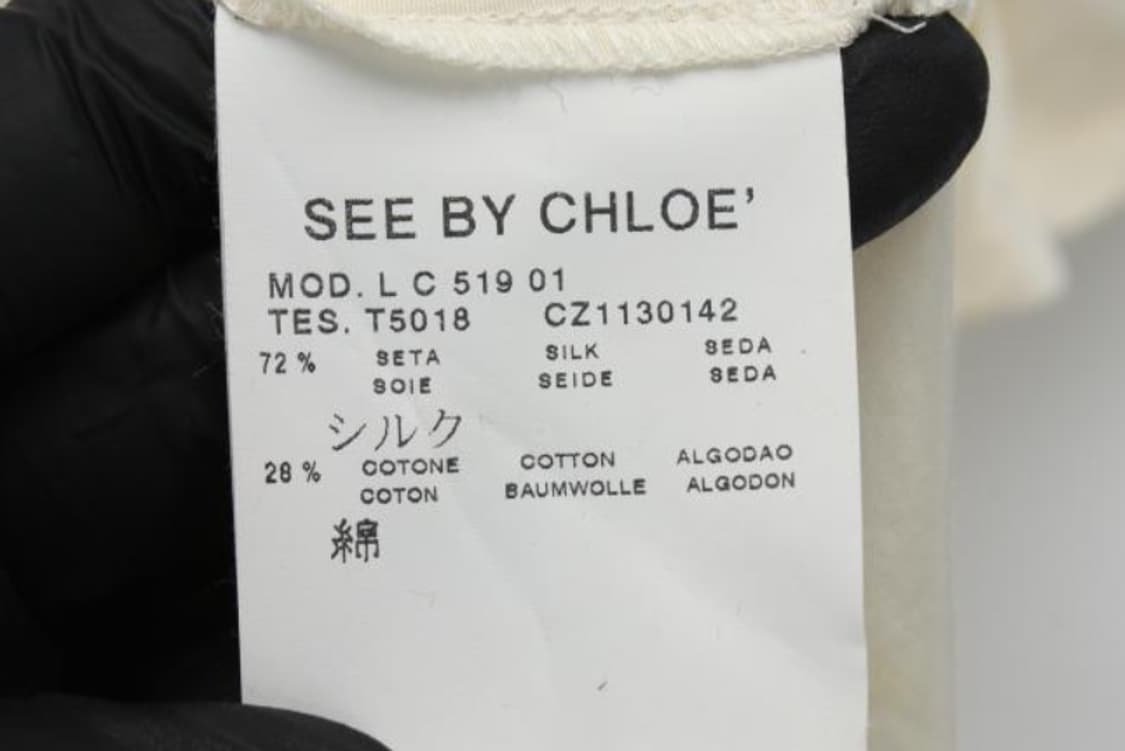 SEE BY CHLOE'
MOD. L C 519 01
TES. T5018 CZ1130142
72 % SETA SILK SEDA
SOIE SEIDE SEDA
シルク
28 % COTONE COTTON ALGODAO
COTON BAUMWOLLE ALGODON
綿